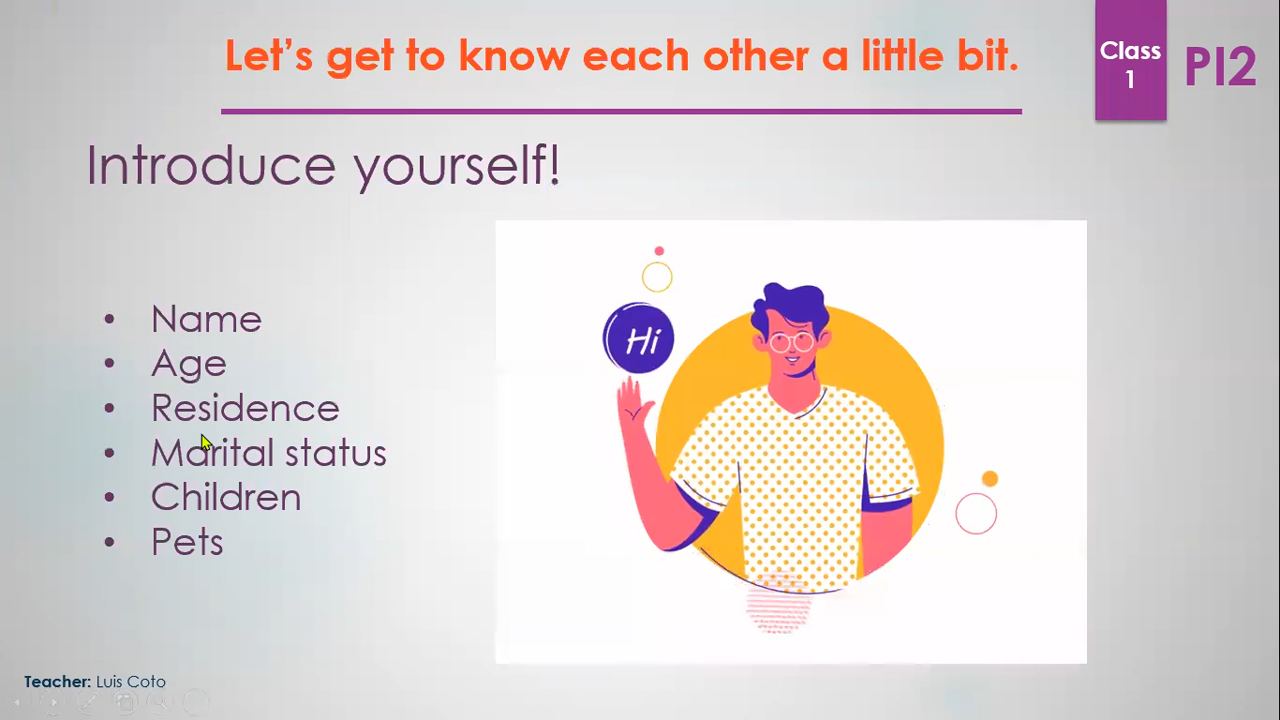 Let's get to know each other a little bit.
Class
1
PI2
Introduce yourself!
• Name
• Age
• Residence
• Marital status
• Children
• Pets
Hi
Teacher: Luis Coto